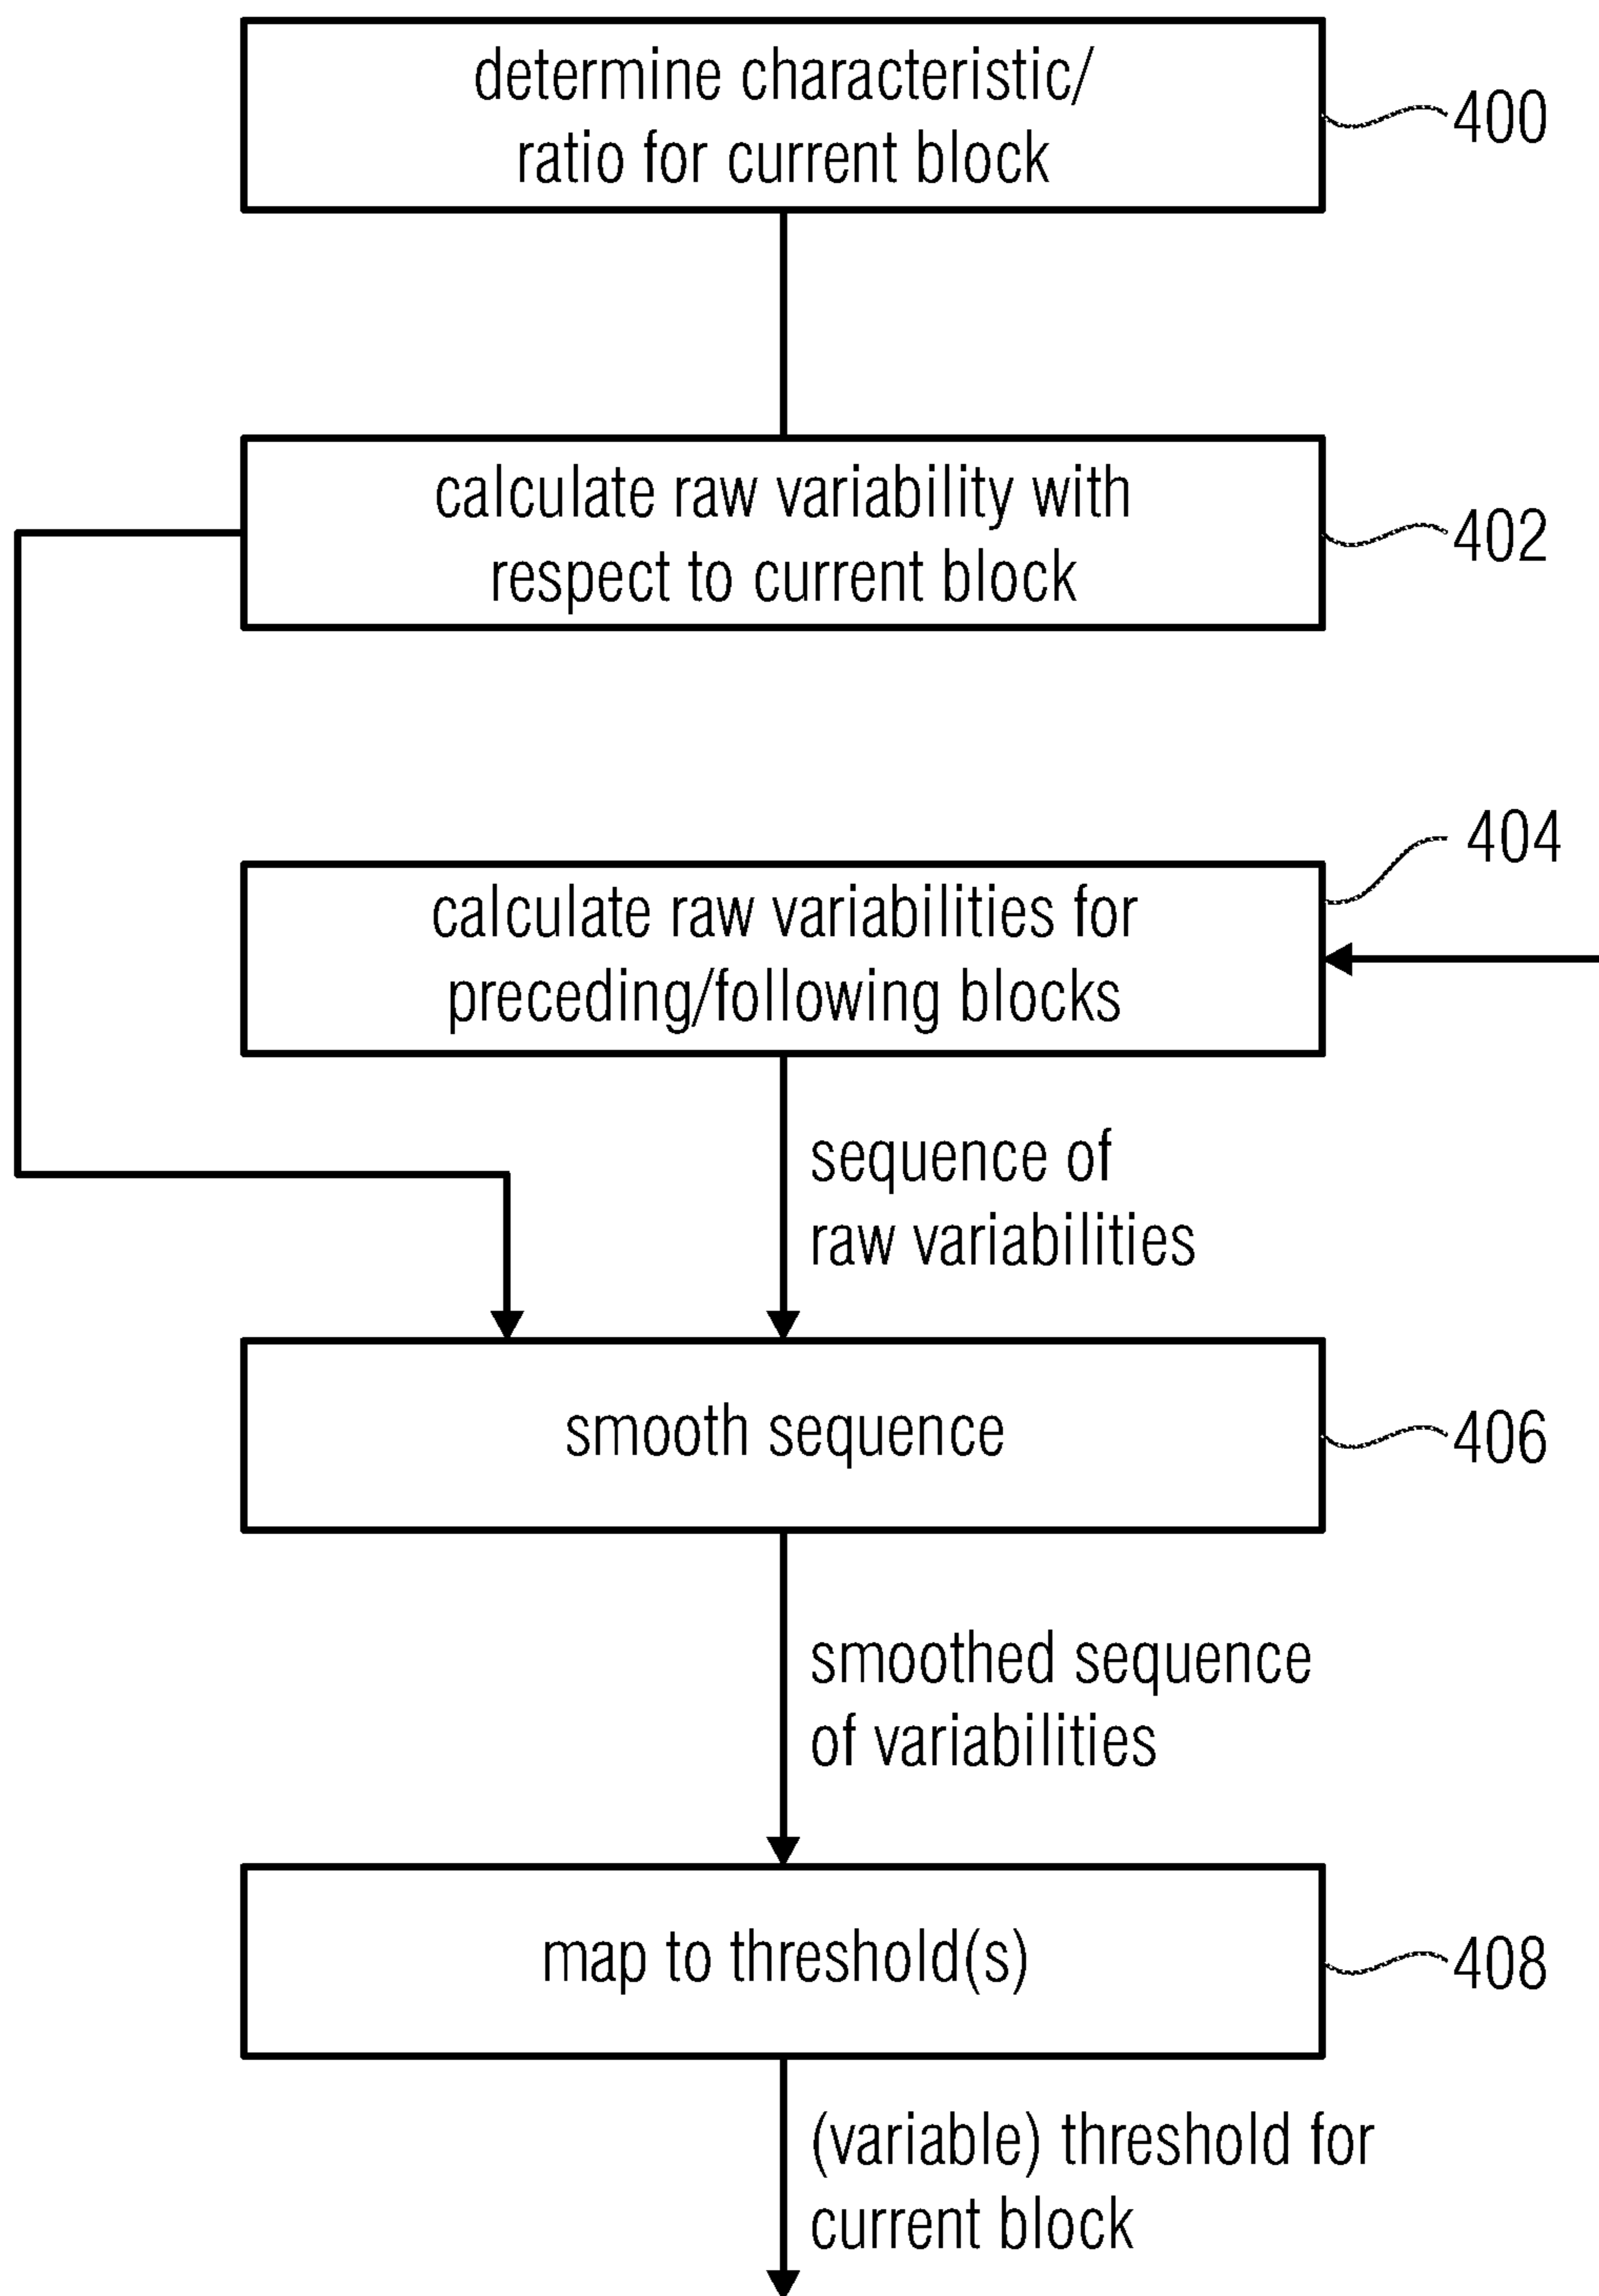 determine characteristic/
ratio for current block
400
calculate raw variability with
respect to current block
402
404
calculate raw variabilities for
preceding/following blocks
sequence of
raw variabilities
smooth sequence
406
smoothed sequence
of variabilities
map to threshold(s)
408
(variable) threshold for
current block